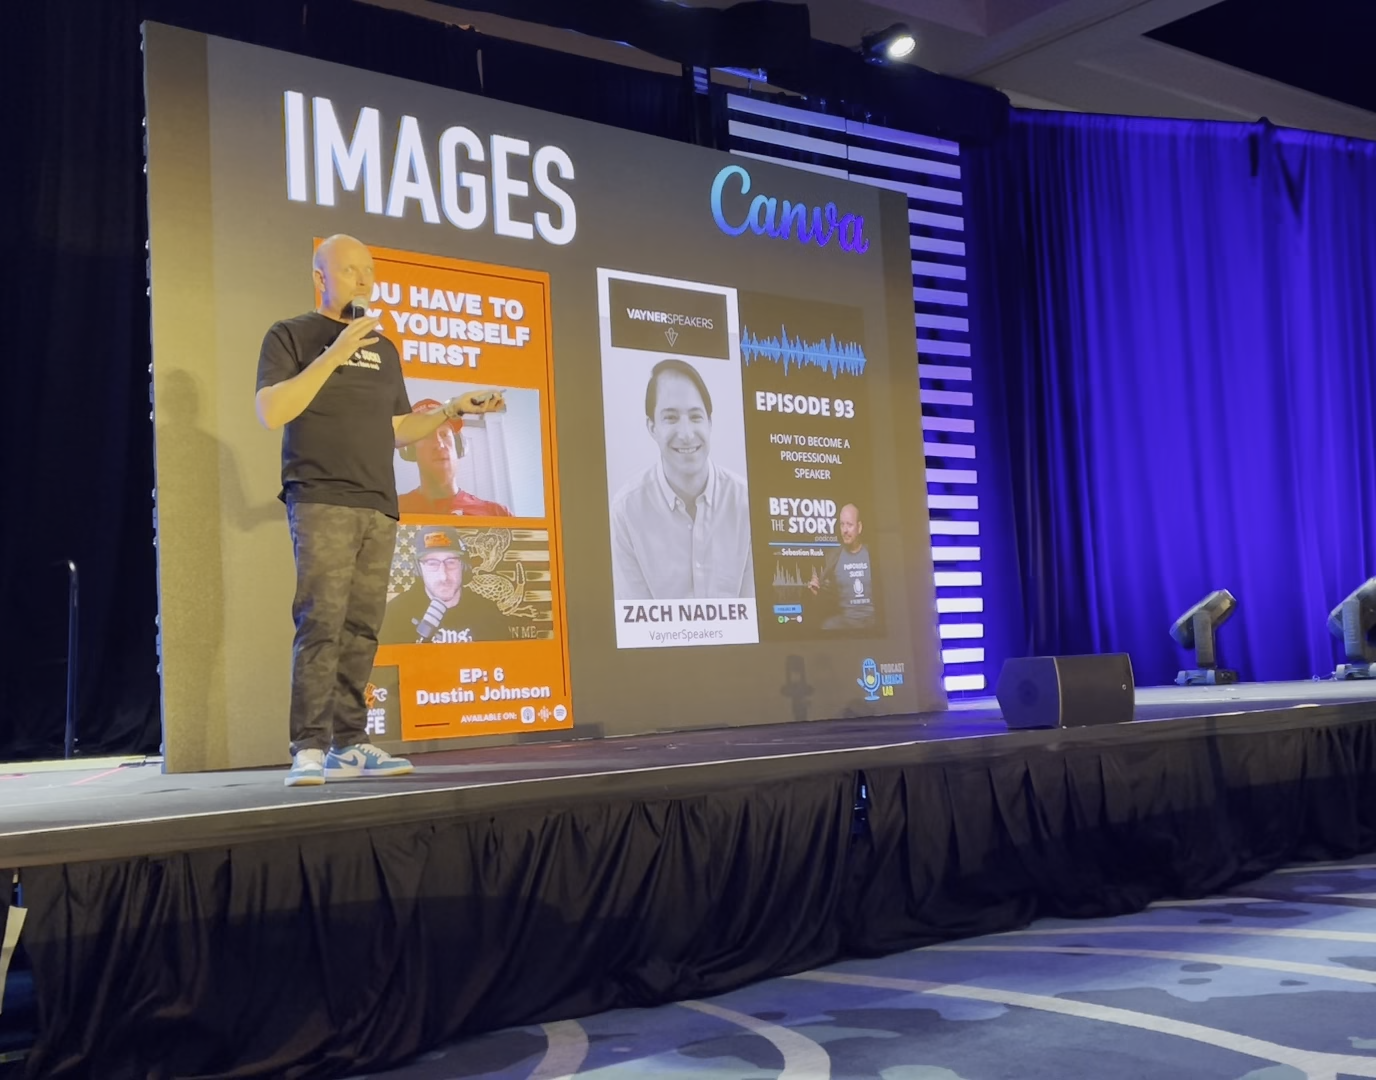 IMAGES
Canva
OU HAVE TO
YOURSELF
FIRST
EP: 6
Dustin Johnson
AVAILABLE ON:
VAYNERSPEAKERS
ZACH NADLER
VaynerSpeakers
EPISODE 93
HOW TO BECOME A
PROFESSIONAL
SPEAKER
BEYOND
THE STORY
podcast
Sebastian Rusk
PODCAST
LAUNCH
LAB